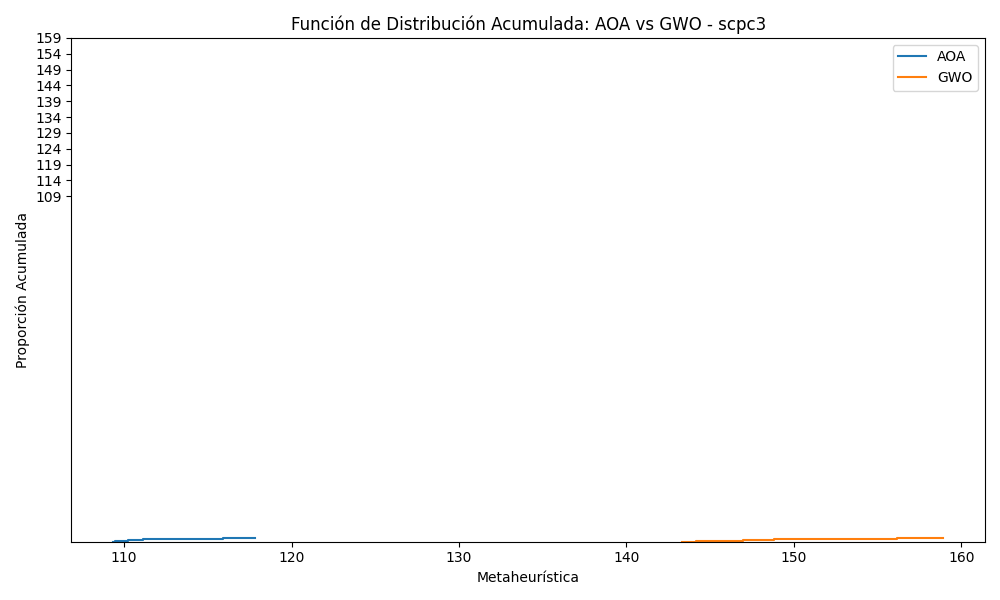 Función de Distribución Acumulada: AOA vs GWO - scpc3
AOA
GWO
159
154
149
144
139
134
129
124
119
114
109
Proporción Acumulada
110 120 130 140 150 160
Metaheurística